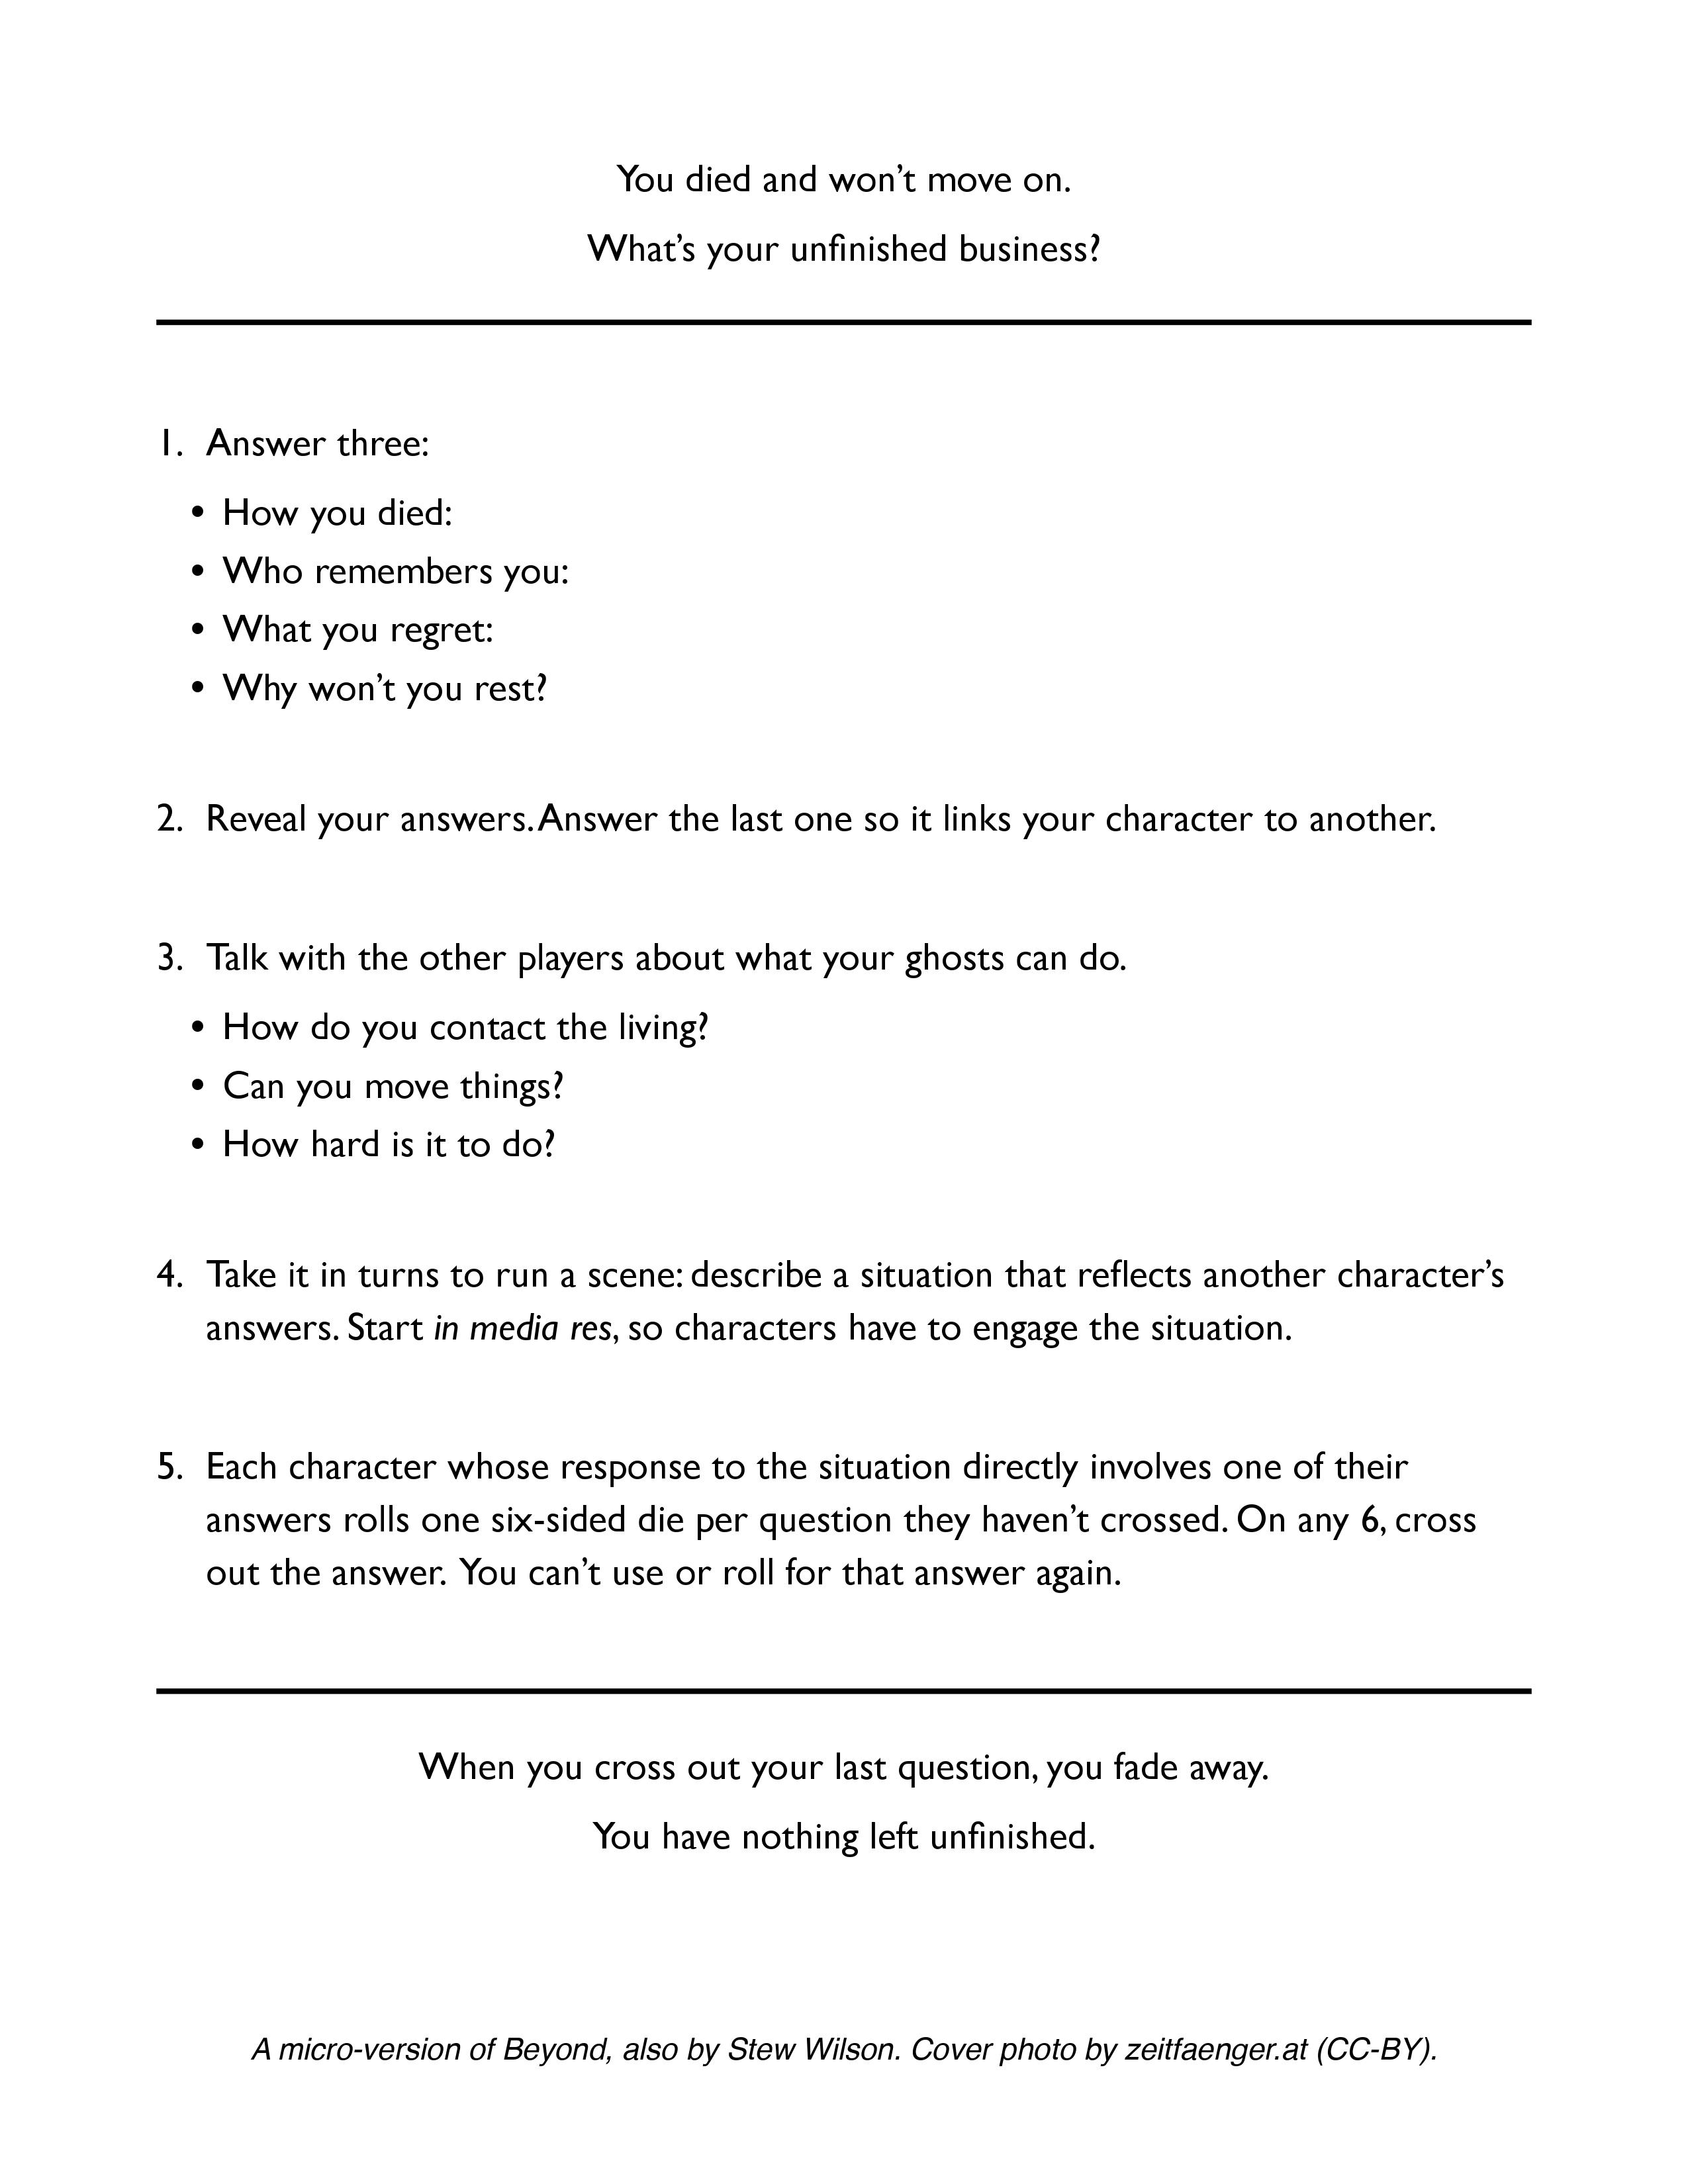 You died and won’t move on.
What’s your unfinished business?
1. Answer three:
• How you died:
• Who remembers you:
• What you regret:
• Why won’t you rest?
2. Reveal your answers. Answer the last one so it links your character to another.
3. Talk with the other players about what your ghosts can do.
• How do you contact the living?
• Can you move things?
• How hard is it to do?
4. Take it in turns to run a scene: describe a situation that reflects another character’s
answers. Start in media res, so characters have to engage the situation.
5. Each character whose response to the situation directly involves one of their
answers rolls one six-sided die per question they haven’t crossed. On any 6, cross
out the answer. You can’t use or roll for that answer again.
When you cross out your last question, you fade away.
You have nothing left unfinished.
A micro-version of Beyond, also by Stew Wilson. Cover photo by zeitfaenger.at (CC-BY).